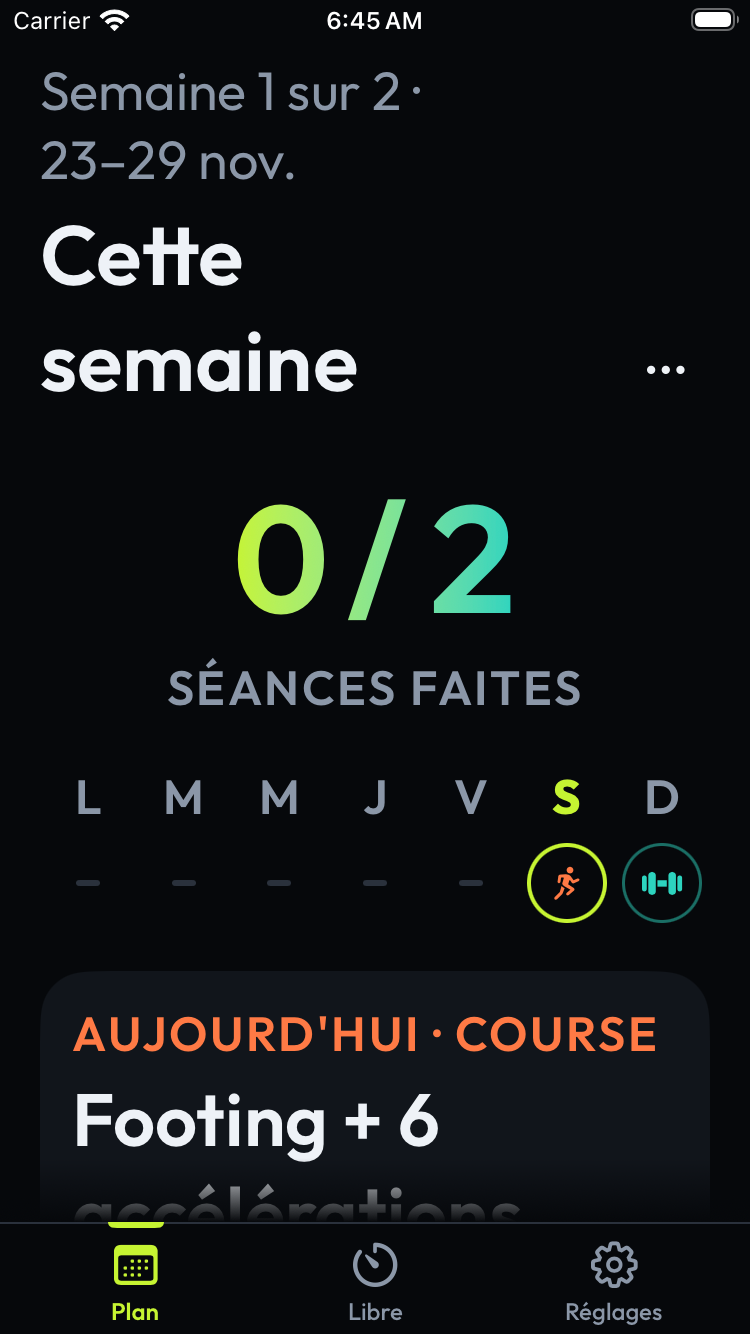 Carrier 6:45 AM
Semaine 1 sur 2 ·
23–29 nov.
Cette
semaine
0/2
SÉANCES FAITES
L M M J V S D
AUJOURD'HUI · COURSE
Footing + 6
accélérations
Plan Libre Réglages